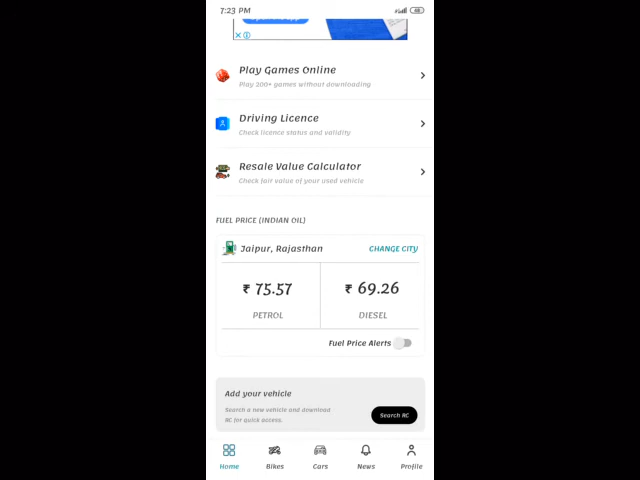 7:23 PM
48
Play Games Online
Play 200+ games without downloading
Driving Licence
Check licence status and validity
Resale Value Calculator
Check fair value of your used vehicle
FUEL PRICE (INDIAN OIL)
Jaipur, Rajasthan
CHANGE CITY
₹ 75.57
₹ 69.26
PETROL
DIESEL
Fuel Price Alerts
Add your vehicle
Search a new vehicle and download
RC for quick access.
Search RC
Home
Bikes
Cars
News
Profile